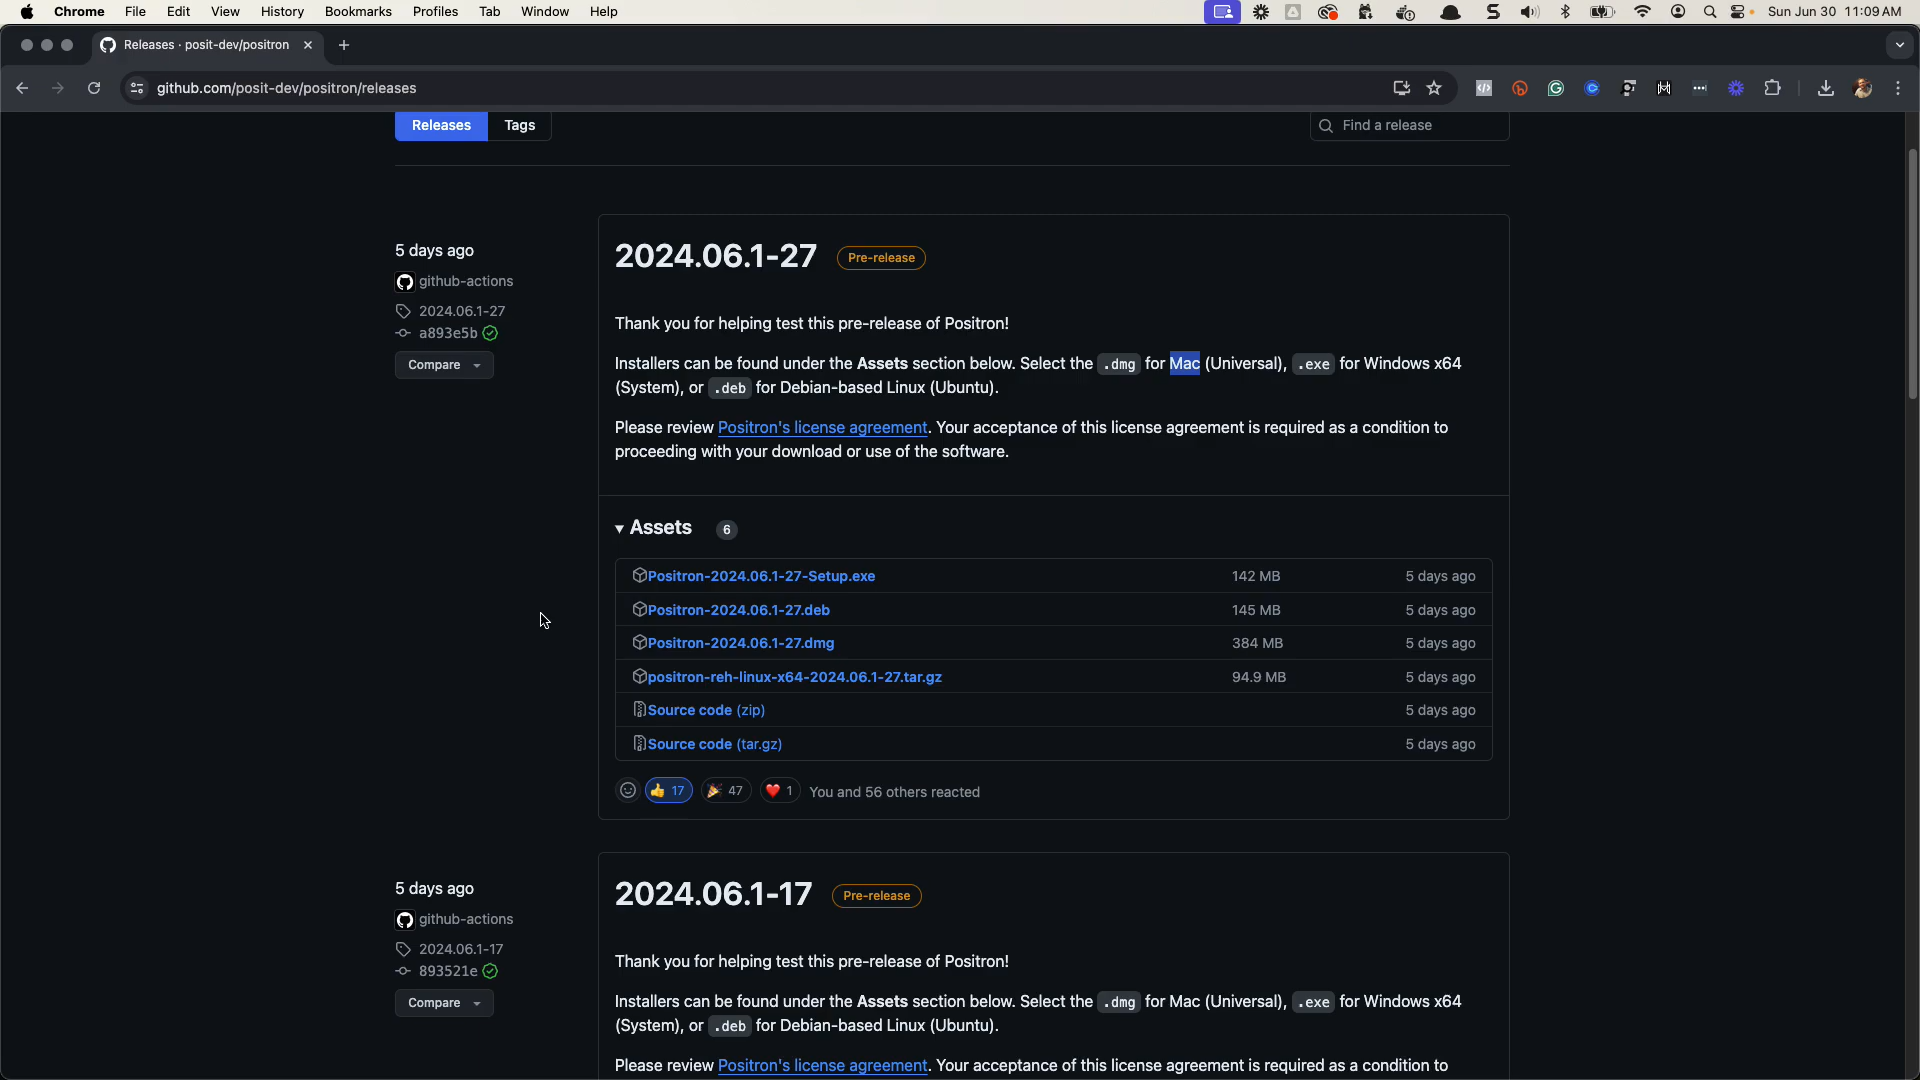 Chrome File Edit View History Bookmarks Profiles Tab Window Help Sun Jun 30 11:09 AM
Releases · posit-dev/positron
github.com/posit-dev/positron/releases
Releases Tags Find a release
5 days ago
github-actions
2024.06.1-27
a893e5b
Compare
2024.06.1-27 Pre-release
Thank you for helping test this pre-release of Positron!
Installers can be found under the Assets section below. Select the .dmg for Mac (Universal), .exe for Windows x64
(System), or .deb for Debian-based Linux (Ubuntu).
Please review Positron's license agreement. Your acceptance of this license agreement is required as a condition to
proceeding with your download or use of the software.
Assets 6
Positron-2024.06.1-27-Setup.exe 142 MB 5 days ago
Positron-2024.06.1-27.deb 145 MB 5 days ago
Positron-2024.06.1-27.dmg 384 MB 5 days ago
positron-reh-linux-x64-2024.06.1-27.tar.gz 94.9 MB 5 days ago
Source code (zip) 5 days ago
Source code (tar.gz) 5 days ago
17 47 1 You and 56 others reacted
5 days ago
github-actions
2024.06.1-17
893521e
Compare
2024.06.1-17 Pre-release
Thank you for helping test this pre-release of Positron!
Installers can be found under the Assets section below. Select the .dmg for Mac (Universal), .exe for Windows x64
(System), or .deb for Debian-based Linux (Ubuntu).
Please review Positron's license agreement. Your acceptance of this license agreement is required as a condition to